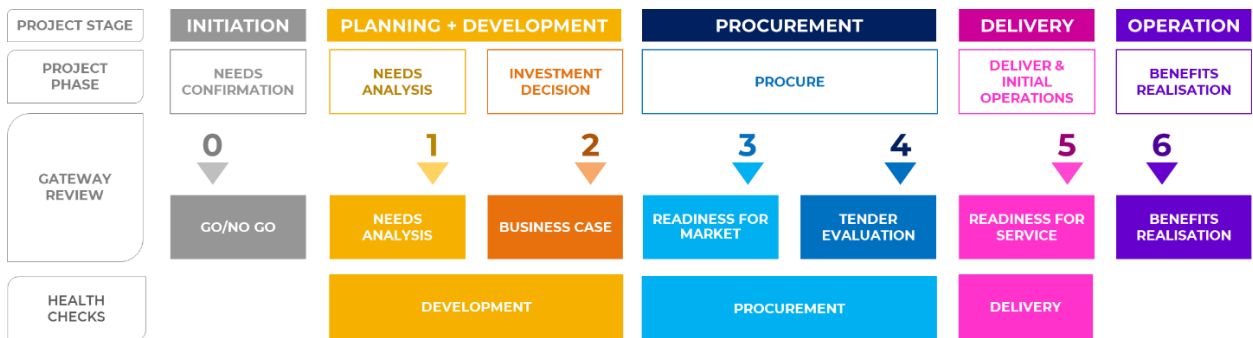 PROJECT STAGE
INITIATION
PLANNING + DEVELOPMENT
PROCUREMENT
DELIVERY
OPERATION
PROJECT
PHASE
NEEDS
CONFIRMATION
NEEDS
ANALYSIS
INVESTMENT
DECISION
PROCURE
DELIVER &
INITIAL
OPERATIONS
BENEFITS
REALISATION
GATEWAY
REVIEW
0
1
2
3
4
5
6
GO/NO GO
NEEDS
ANALYSIS
BUSINESS CASE
READINESS FOR
MARKET
TENDER
EVALUATION
READINESS FOR
SERVICE
BENEFITS
REALISATION
HEALTH
CHECKS
DEVELOPMENT
PROCUREMENT
DELIVERY